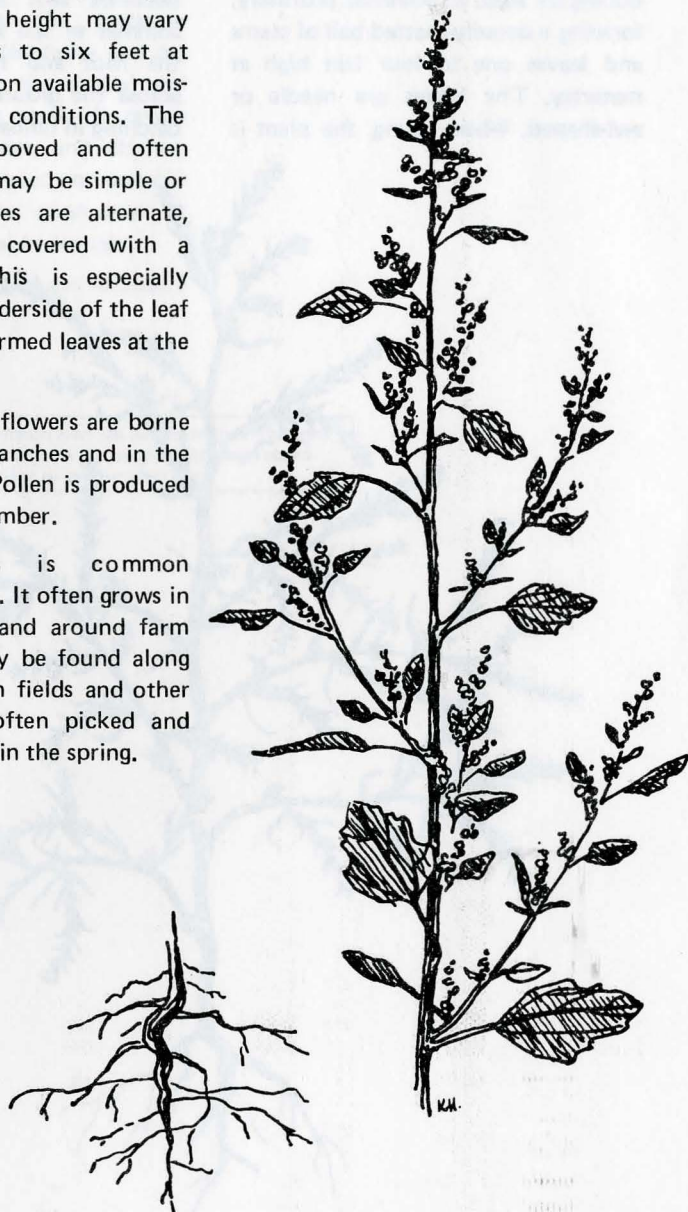 height may vary
to six feet at
on available mois-
conditions. The
ooved and often
may be simple or
es are alternate,
covered with a
his is especially
derside of the leaf
rmed leaves at the
flowers are borne
anches and in the
Pollen is produced
mber.
is common
. It often grows in
and around farm
y be found along
n fields and other
often picked and
in the spring.
K.H.